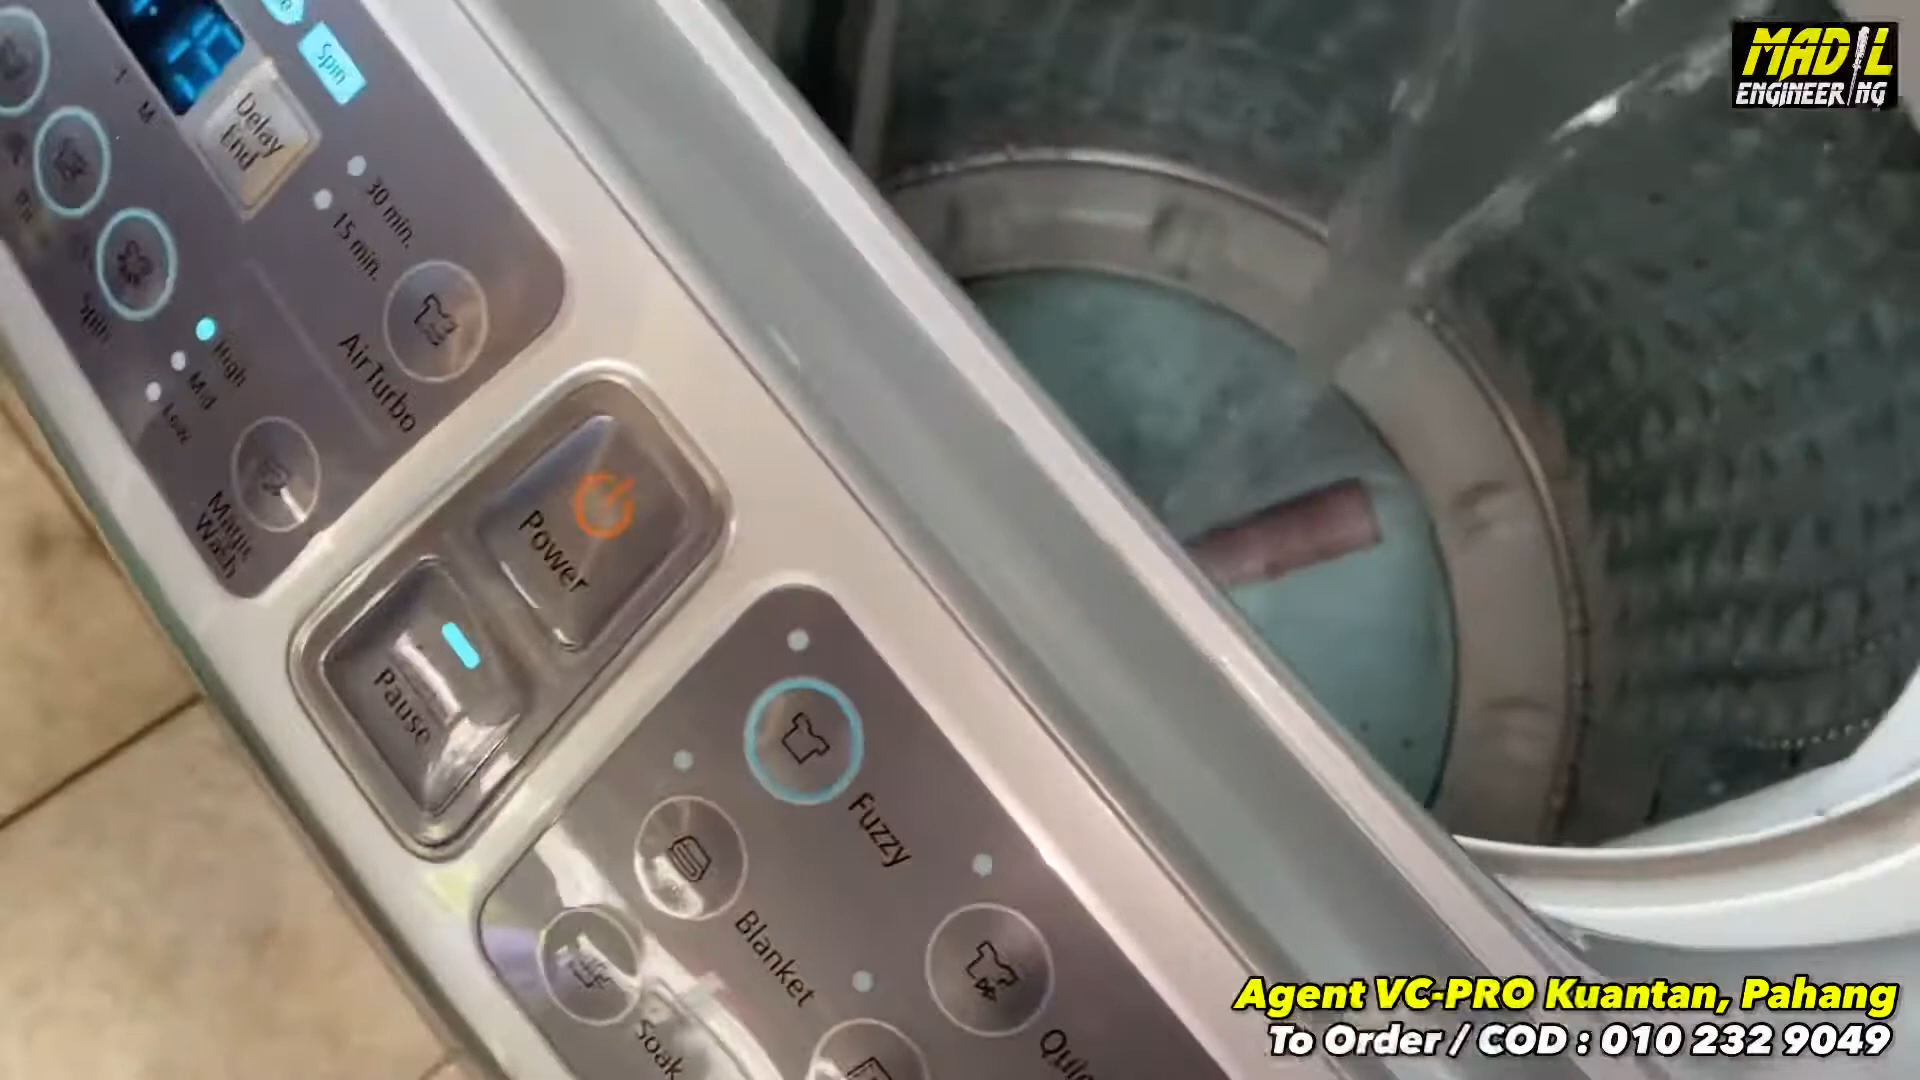 MADIL
ENGINEERING
Spin
Delay
End
30 min.
15 min.
AirTurbo
Spin
High
Mid
Low
Magic
Wash
Power
Pause
Fuzzy
Blanket
Soak
Agent VC-PRO Kuantan, Pahang
To Order / COD : 010 232 9049